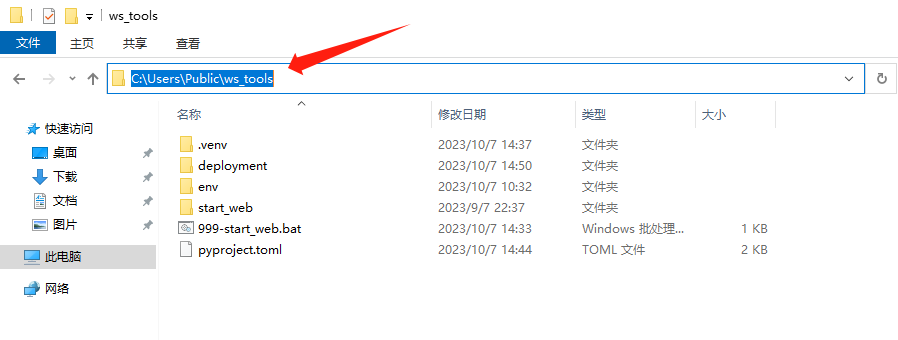 ws_tools
文件 主页 共享 查看
C:\Users\Public\ws_tools
名称 修改日期 类型 大小
快速访问
桌面
下载
文档
图片
此电脑
网络
.venv 2023/10/7 14:37 文件夹
deployment 2023/10/7 14:50 文件夹
env 2023/10/7 10:32 文件夹
start_web 2023/9/7 22:37 文件夹
999-start_web.bat 2023/10/7 14:33 Windows 批处理... 1 KB
pyproject.toml 2023/10/7 14:44 TOML 文件 2 KB